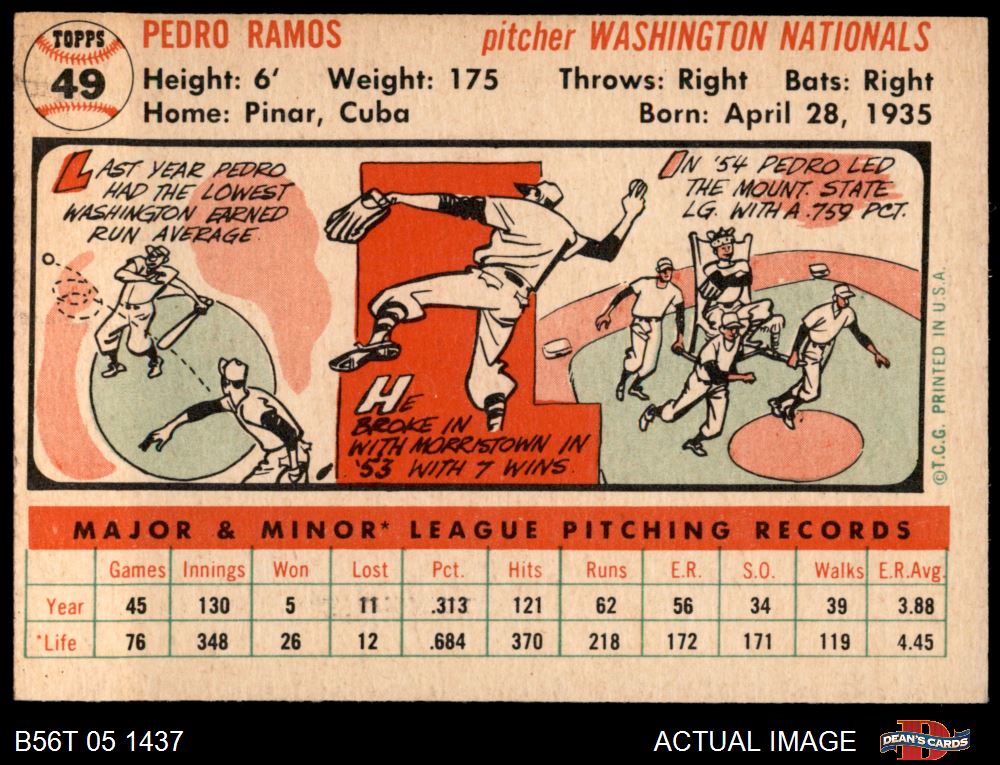 TOPPS
49
PEDRO RAMOS
pitcher WASHINGTON NATIONALS
Height: 6' Weight: 175 Throws: Right Bats: Right
Home: Pinar, Cuba Born: April 28, 1935
LAST YEAR PEDRO
HAD THE LOWEST
WASHINGTON EARNED
RUN AVERAGE.
HE
BROKE IN
WITH MORRISTOWN IN
'53 WITH 7 WINS.
IN '54 PEDRO LED
THE MOUNT. STATE
LG. WITH A .759 PCT.
©T.C.G. PRINTED IN U.S.A.
MAJOR & MINOR* LEAGUE PITCHING RECORDS
Games Innings Won Lost Pct. Hits Runs E.R. S.O. Walks E.R.Avg.
Year 45 130 5 11 .313 121 62 56 34 39 3.88
*Life 76 348 26 12 .684 370 218 172 171 119 4.45
B56T 05 1437
ACTUAL IMAGE
D
DEAN'S CARDS